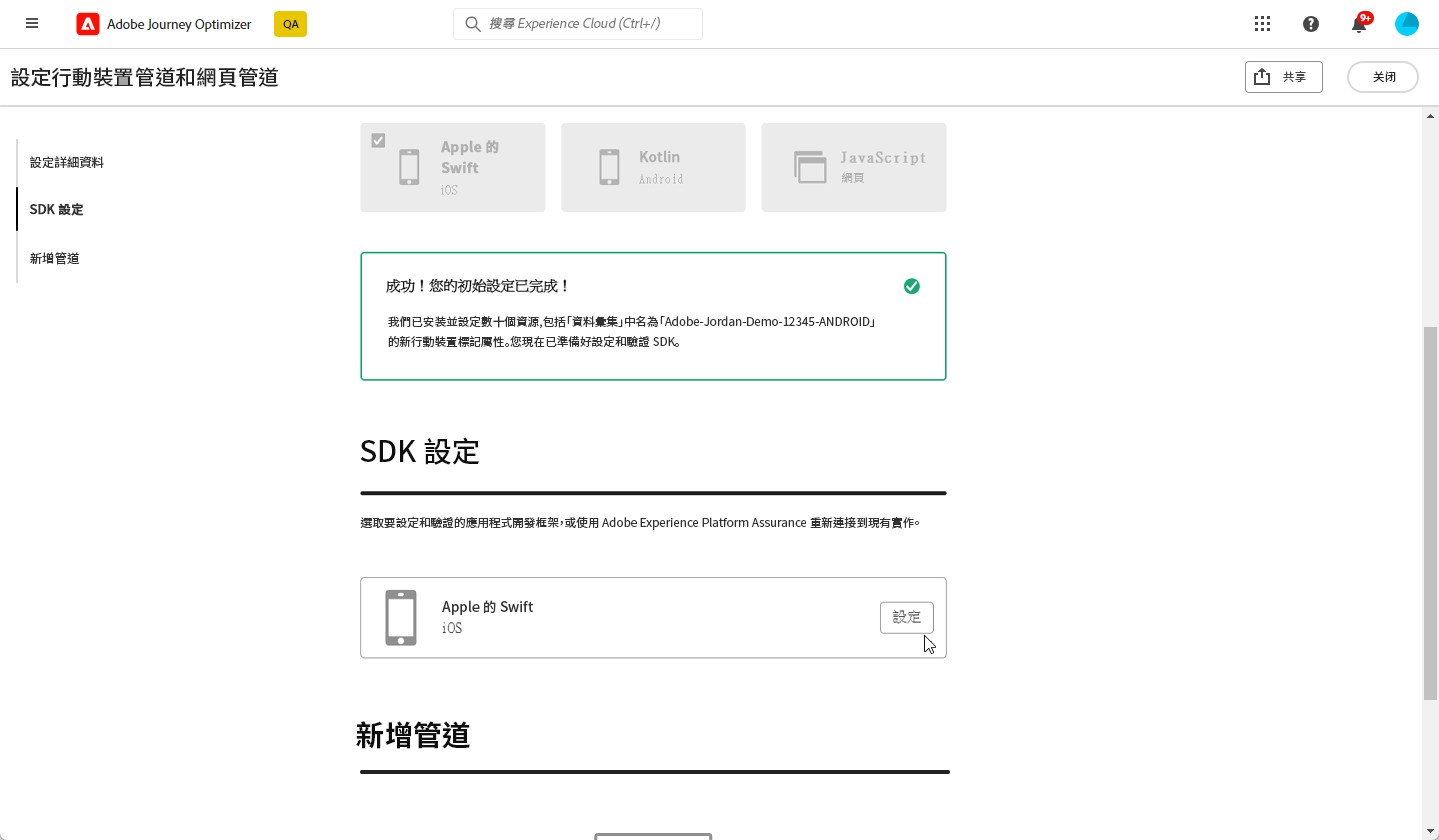 Adobe Journey Optimizer
QA
搜尋 Experience Cloud (Ctrl+/)
9+
設定行動裝置管道和網頁管道
共享
关闭
設定詳細資料
SDK 設定
新增管道
Apple 的
Swift
iOS
Kotlin
Android
JavaScript
網頁
成功！您的初始設定已完成！
我們已安裝並設定數十個資源,包括「資料彙集」中名為「Adobe-Jordan-Demo-12345-ANDROID」
的新行動裝置標記屬性。您現在已準備好設定和驗證 SDK。
SDK 設定
選取要設定和驗證的應用程式開發框架，或使用 Adobe Experience Platform Assurance 重新連接到現有實作。
Apple 的 Swift
iOS
設定
新增管道